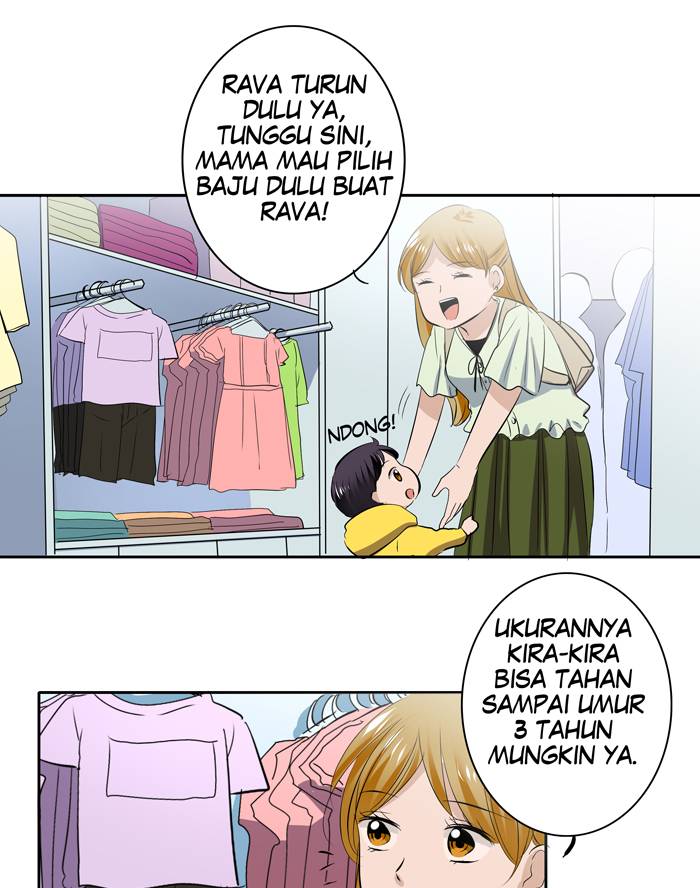 RAVA TURUN
DULU YA,
TUNGGU SINI,
MAMA MAU PILIH
BAJU DULU BUAT
RAVA!
NDONG!
UKURANNYA
KIRA-KIRA
BISA TAHAN
SAMPAI UMUR
3 TAHUN
MUNGKIN YA.